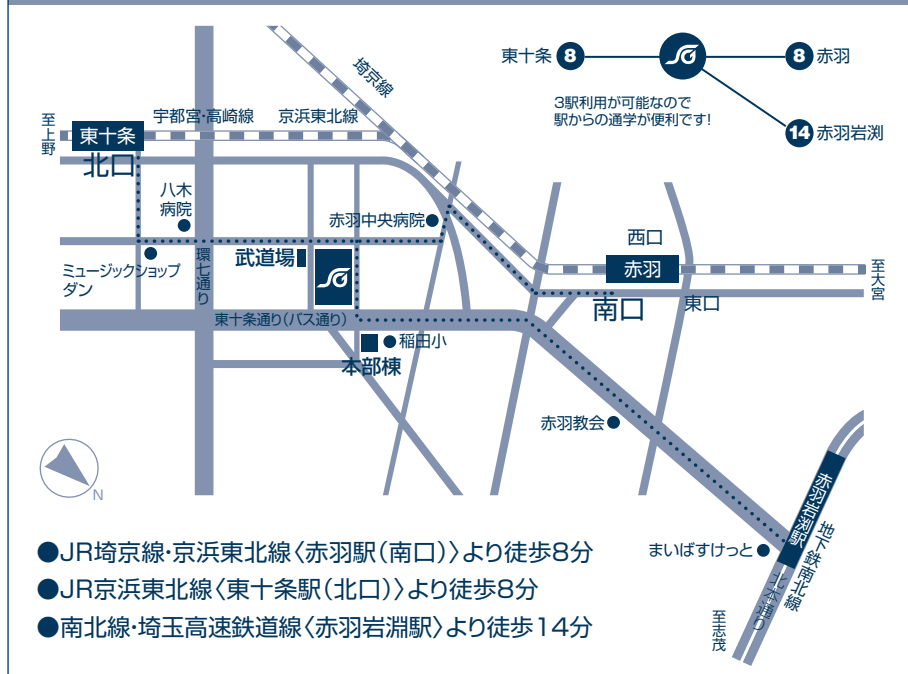 東十条 8
8 赤羽
14 赤羽岩渕
3駅利用が可能なので
駅からの通学が便利です!
埼京線
至上野
東十条
北口
宇都宮・高崎線
京浜東北線
八木
病院
赤羽中央病院
西口
赤羽
南口
東口
至大宮
ミュージックショップ
ダン
環七通り
武道場
東十条通り(バス通り)
稲田小
本部棟
赤羽教会
N
まいばすけっと
赤羽岩渕駅
地下鉄南北線
北本通り
至志茂
●JR埼京線・京浜東北線〈赤羽駅(南口)〉より徒歩8分
●JR京浜東北線〈東十条駅(北口)〉より徒歩8分
●南北線・埼玉高速鉄道線〈赤羽岩淵駅〉より徒歩14分